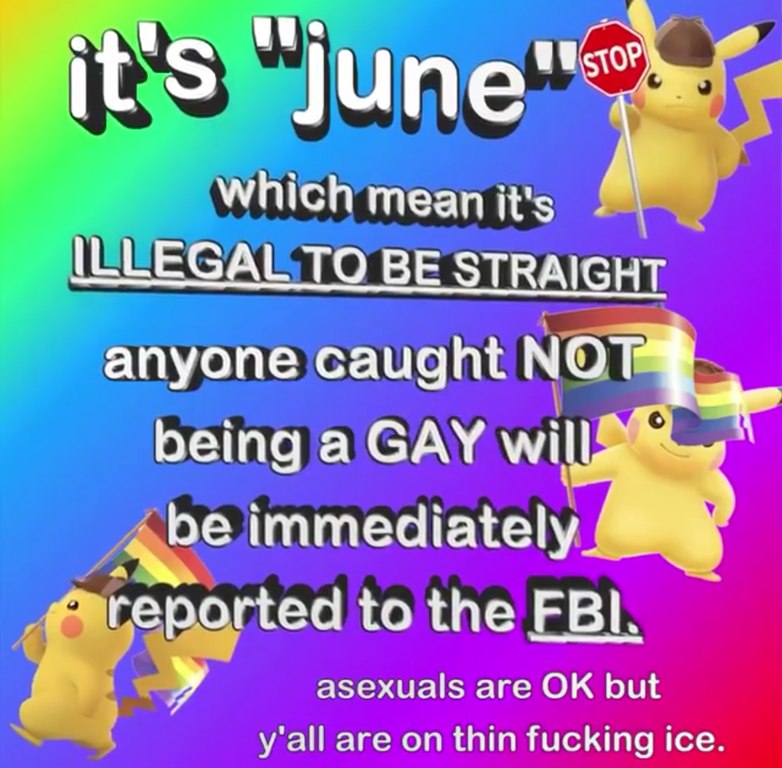 it's "june"
STOP
which mean it's
ILLEGAL TO BE STRAIGHT
anyone caught NOT
being a GAY will
be immediately
reported to the FBI.
asexuals are OK but
y'all are on thin fucking ice.